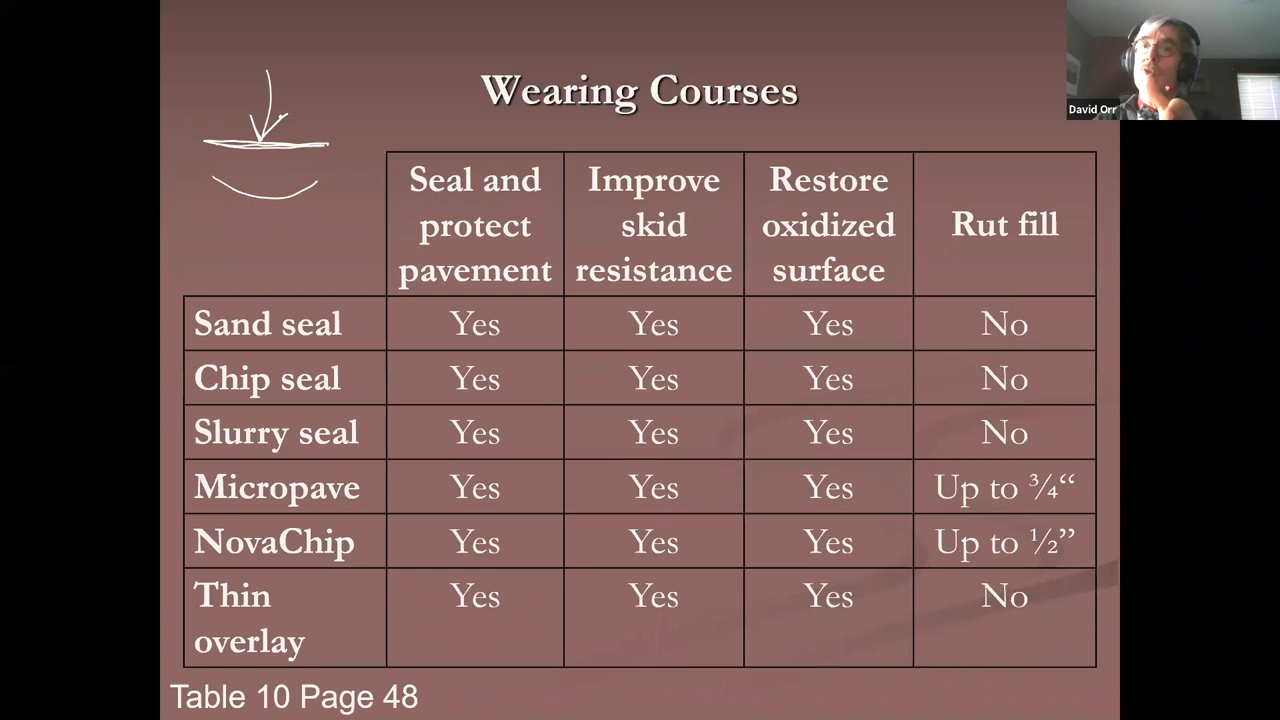 David Orr
Wearing Courses
Seal and protect pavement Improve skid resistance Restore oxidized surface Rut fill
Sand seal Yes Yes Yes No
Chip seal Yes Yes Yes No
Slurry seal Yes Yes Yes No
Micropave Yes Yes Yes Up to ¾“
NovaChip Yes Yes Yes Up to ½”
Thin overlay Yes Yes Yes No
Table 10 Page 48